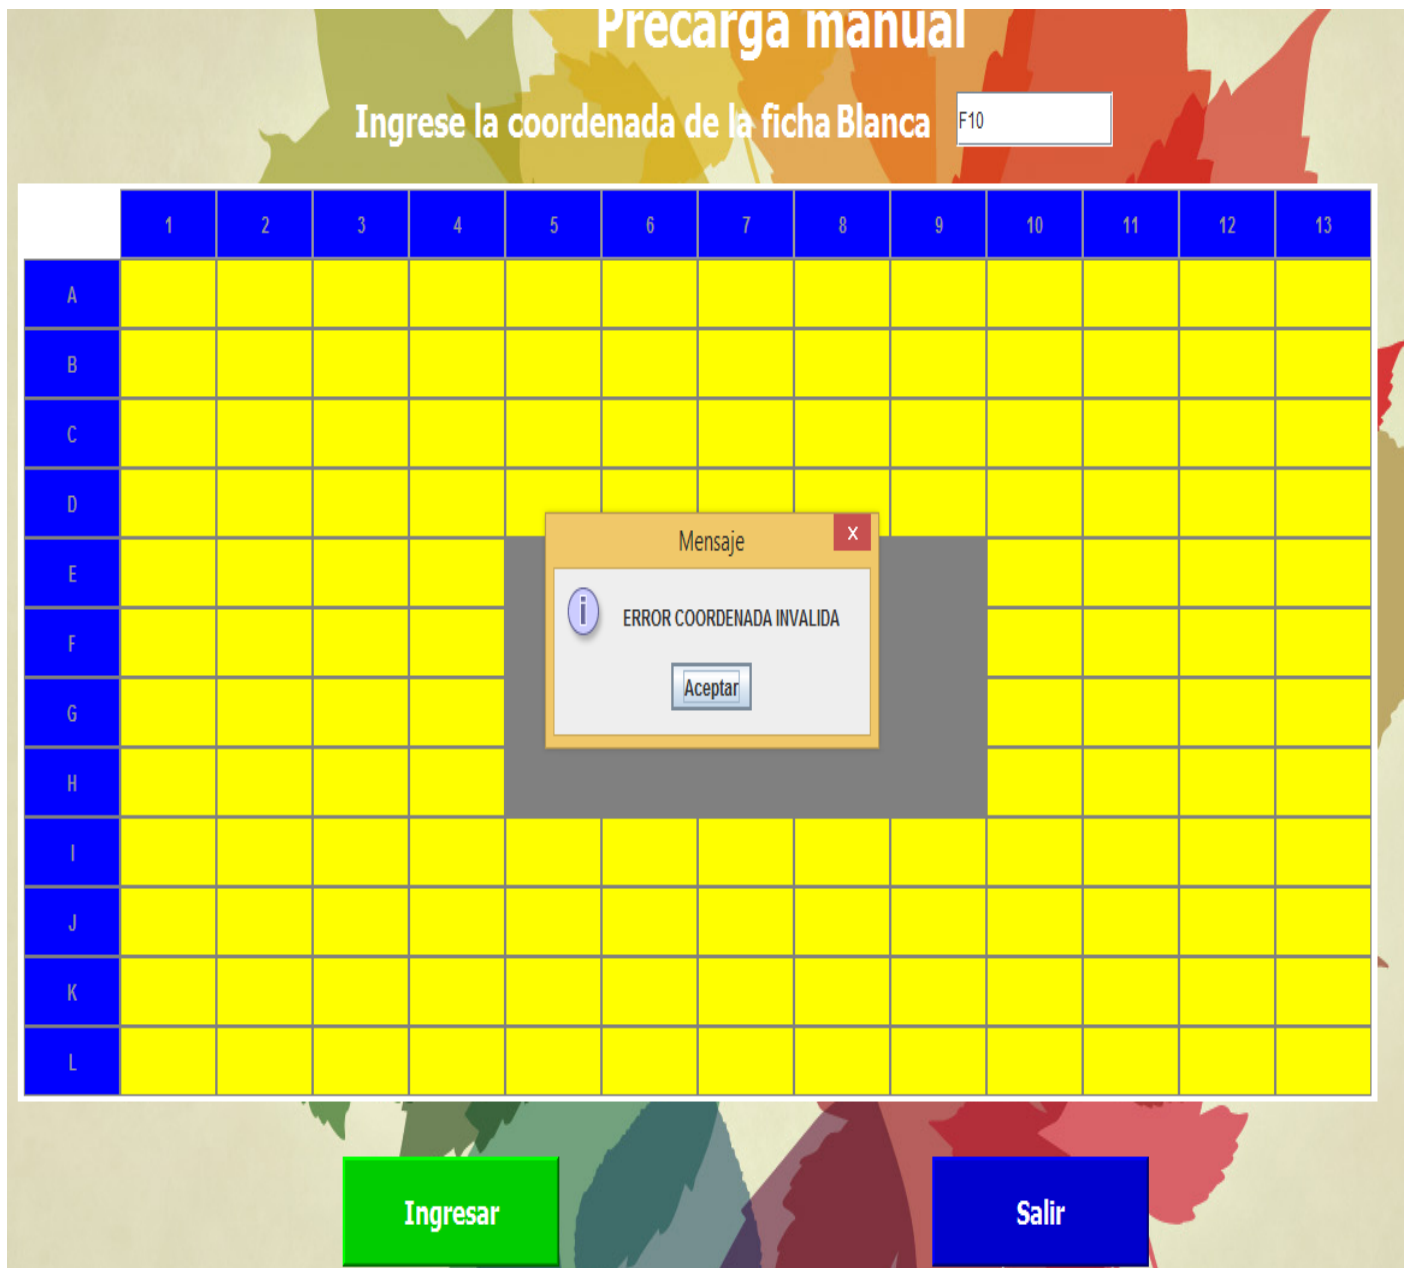 Precarga manual
Ingrese la coordenada de la ficha Blanca F10
1 2 3 4 5 6 7 8 9 10 11 12 13
A
B
C
D
Mensaje x
E
ERROR COORDENADA INVALIDA
F
Aceptar
G
H
I
J
K
L
Ingresar Salir